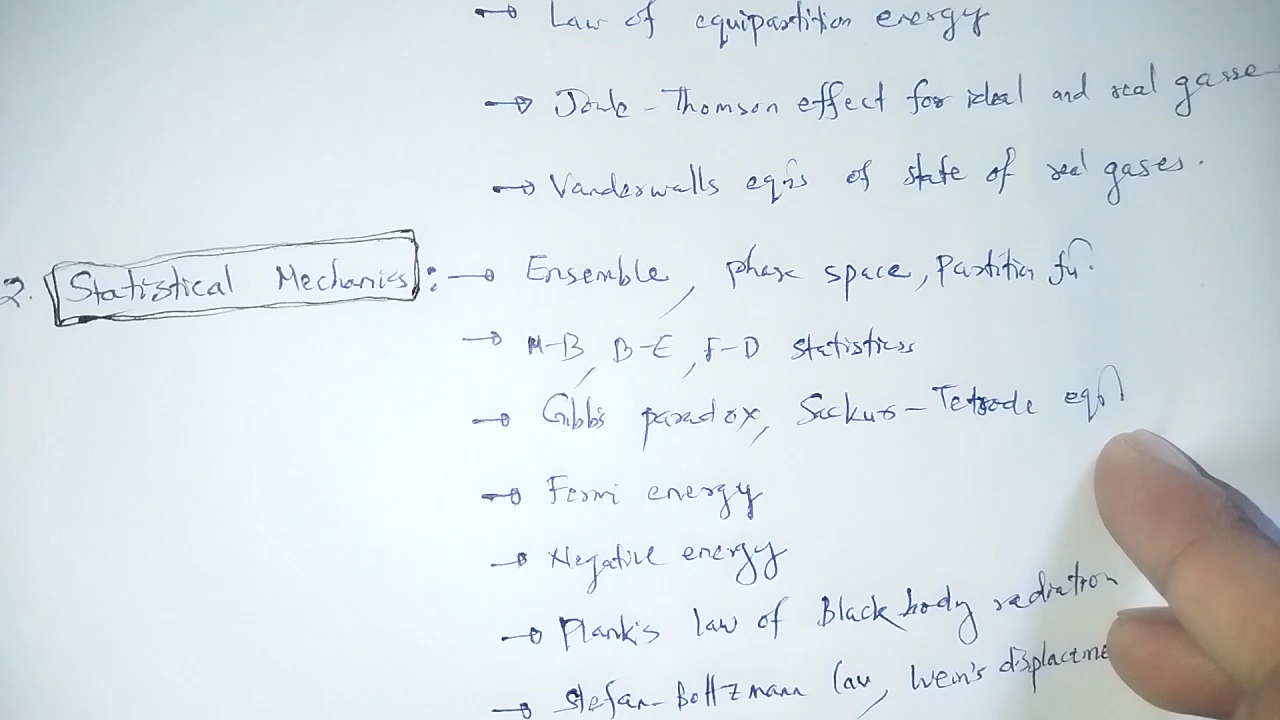 → Law of equipartition energy
→ Joule-Thomson effect for ideal and real gasse
→ Vanderwalls eqns of state of real gases.
2. Statistical Mechanics : → Ensemble, phase space, Partition fn.
→ M-B, B-E, F-D statistics
→ Gibb's paradox, Sackur-Tetrode eqn
→ Fermi energy
→ Negative energy
→ Plank's law of Black body radiation
→ Stefan-Boltzmann law, Wein's displaceme